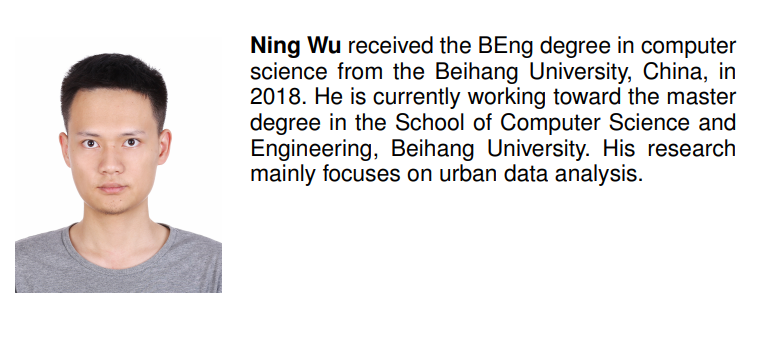 Ning Wu received the BEng degree in computer
science from the Beihang University, China, in
2018. He is currently working toward the master
degree in the School of Computer Science and
Engineering, Beihang University. His research
mainly focuses on urban data analysis.